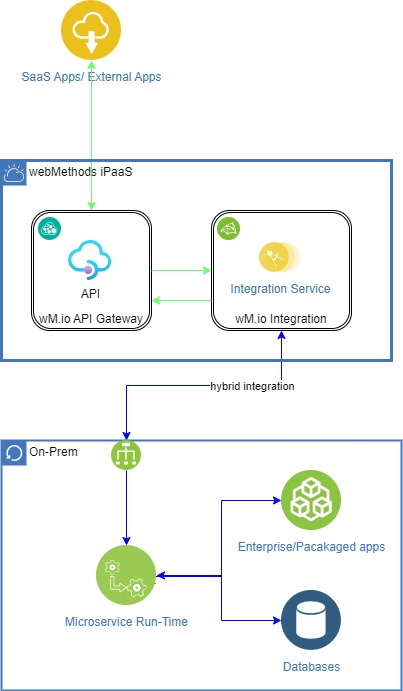 SaaS Apps/ External Apps
webMethods iPaaS
API
wM.io API Gateway
Integration Service
wM.io Integration
hybrid integration
On-Prem
Enterprise/Pacakaged apps
Microservice Run-Time
Databases